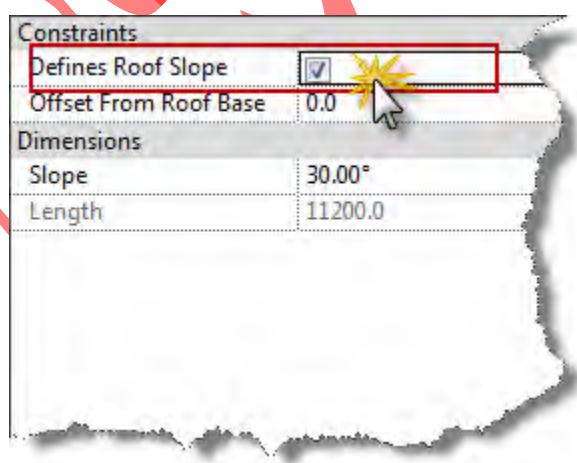 Constraints
Defines Roof Slope
Offset From Roof Base 0.0
Dimensions
Slope 30.00°
Length 11200.0